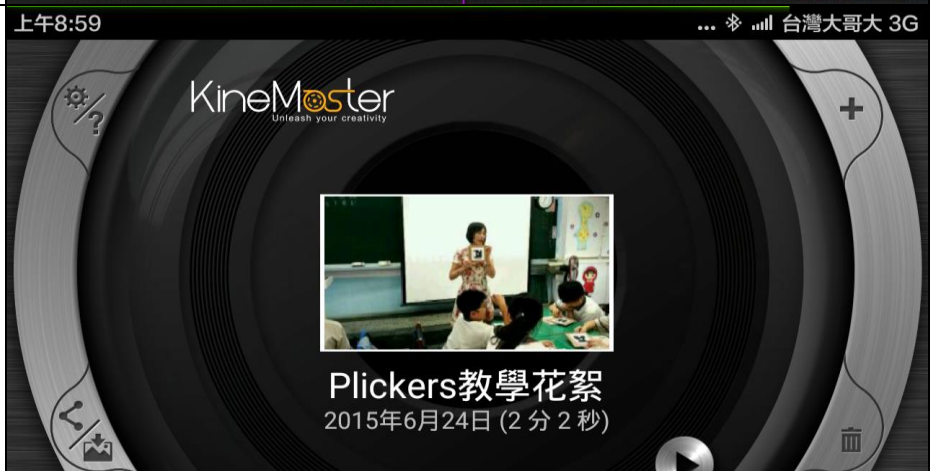 上午8:59
... 台灣大哥大 3G
KineMaster
Unleash your creativity
?
Plickers教學花絮
2015年6月24日 (2 分 2 秒)